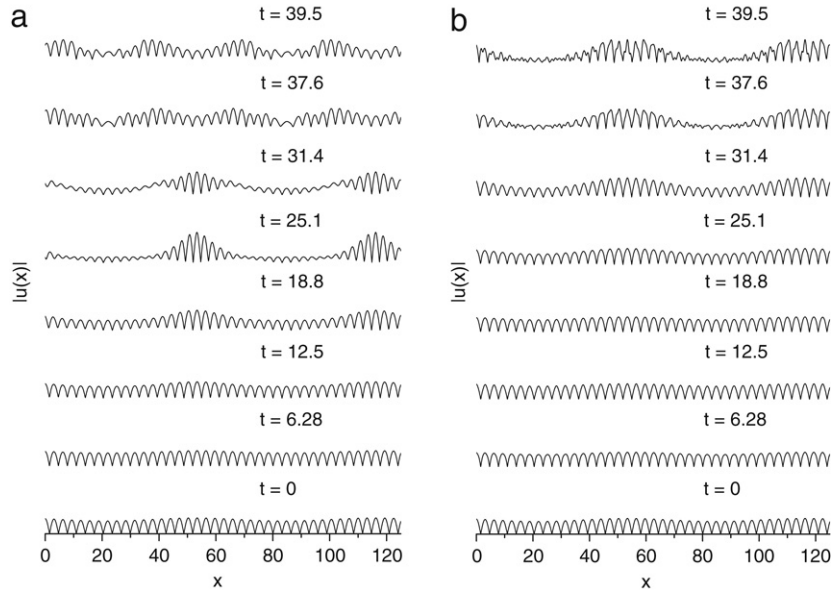 a
t = 39.5
t = 37.6
t = 31.4
t = 25.1
t = 18.8
t = 12.5
t = 6.28
t = 0
|u(x)|
0 20 40 60 80 100 120
x
b
t = 39.5
t = 37.6
t = 31.4
t = 25.1
t = 18.8
t = 12.5
t = 6.28
t = 0
|u(x)|
0 20 40 60 80 100 120
x